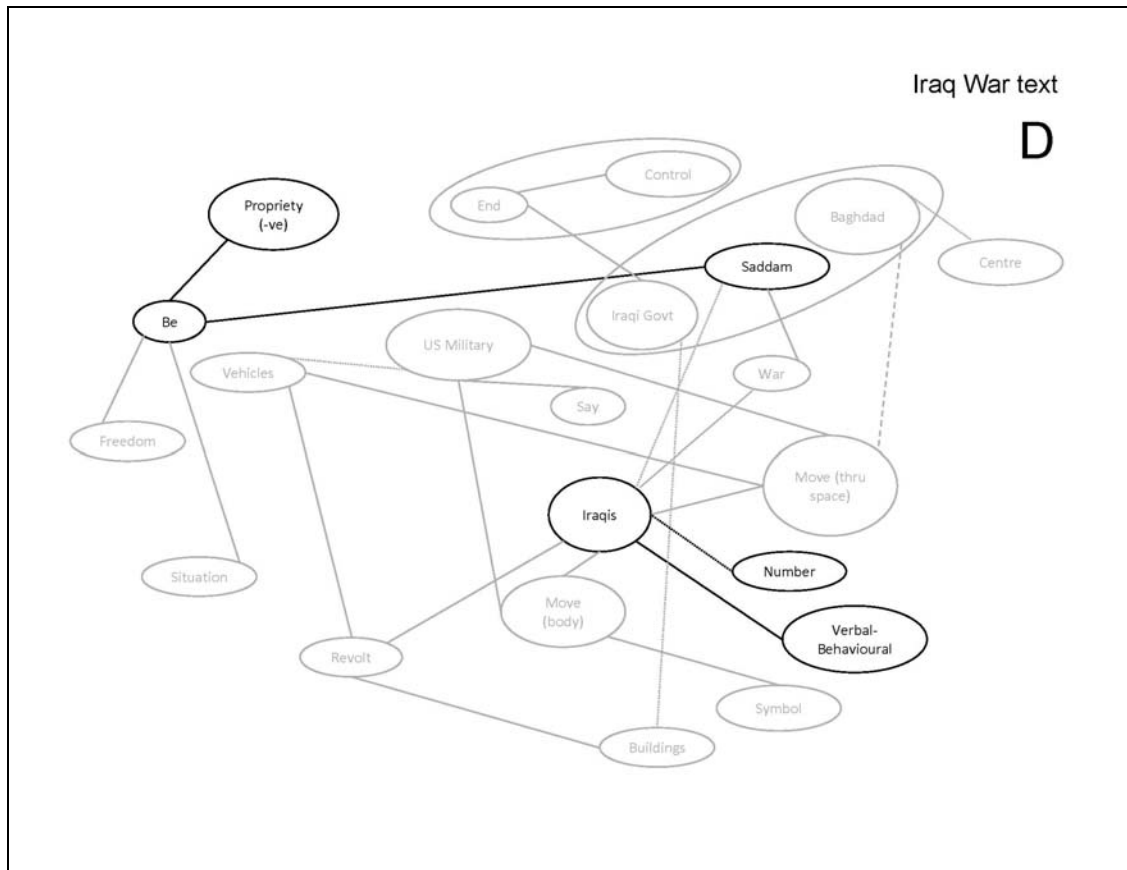 Iraq War text
D
Control
End
Propriety
(-ve)
Baghdad
Saddam
Centre
Iraqi Govt
Be
US Military
Vehicles
War
Say
Freedom
Move (thru
space)
Iraqis
Number
Situation
Move
(body)
Verbal-
Behavioural
Revolt
Symbol
Buildings